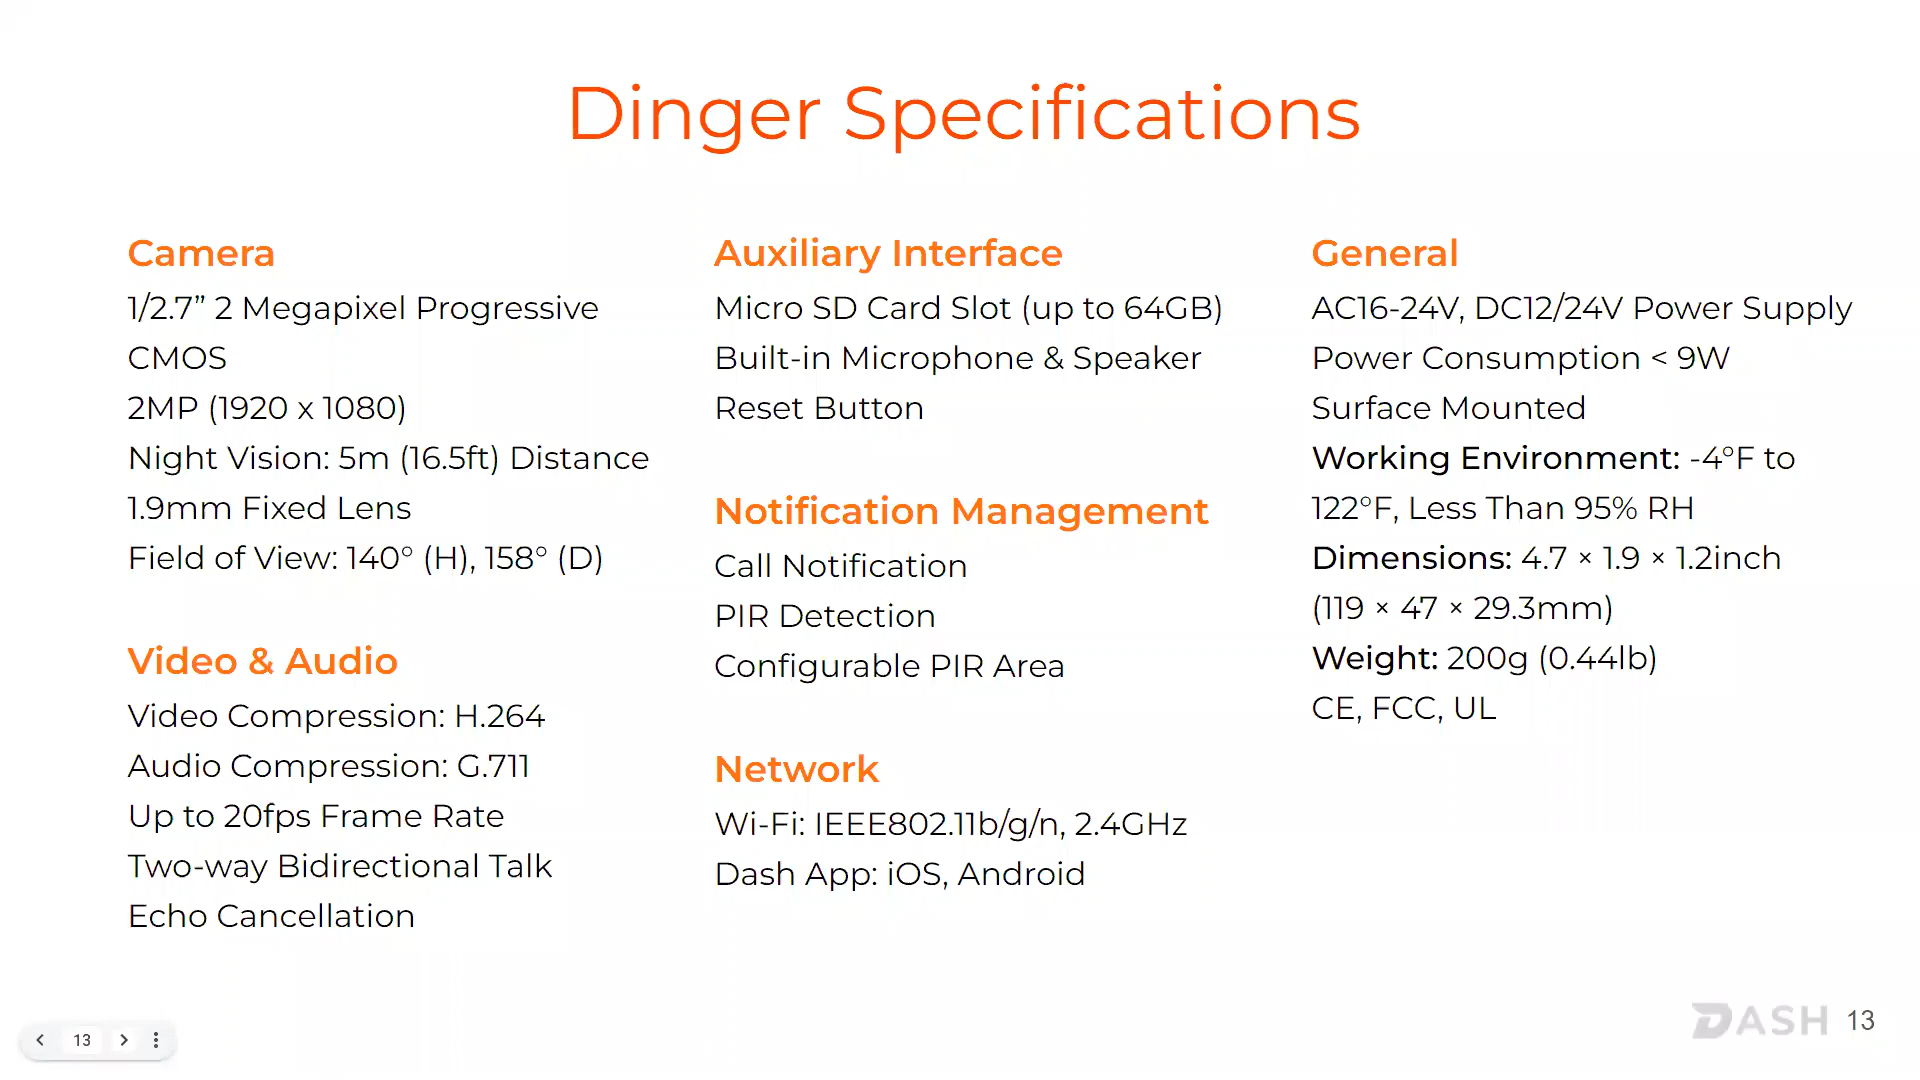 Dinger Specifications
Camera
1/2.7” 2 Megapixel Progressive
CMOS
2MP (1920 x 1080)
Night Vision: 5m (16.5ft) Distance
1.9mm Fixed Lens
Field of View: 140° (H), 158° (D)
Video & Audio
Video Compression: H.264
Audio Compression: G.711
Up to 20fps Frame Rate
Two-way Bidirectional Talk
Echo Cancellation
Auxiliary Interface
Micro SD Card Slot (up to 64GB)
Built-in Microphone & Speaker
Reset Button
Notification Management
Call Notification
PIR Detection
Configurable PIR Area
Network
Wi-Fi: IEEE802.11b/g/n, 2.4GHz
Dash App: iOS, Android
General
AC16-24V, DC12/24V Power Supply
Power Consumption < 9W
Surface Mounted
Working Environment: -4°F to
122°F, Less Than 95% RH
Dimensions: 4.7 × 1.9 × 1.2inch
(119 × 47 × 29.3mm)
Weight: 200g (0.44lb)
CE, FCC, UL
13
DASH 13